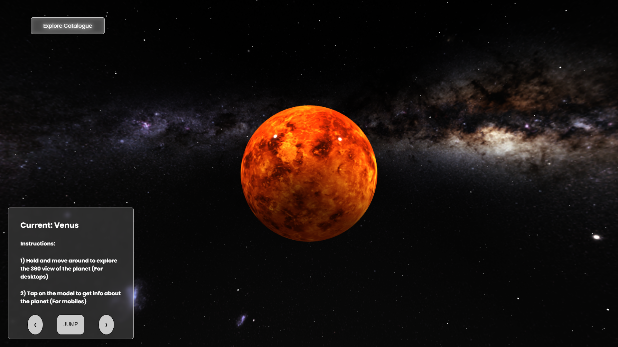 Explore Catalogue
Current: Venus
Instructions:
1) Hold and move around to explore
the 360 view of the planet (For
desktops)
2) Tap on the model to get info about
the planet (For mobiles)
‹ JUMP ›